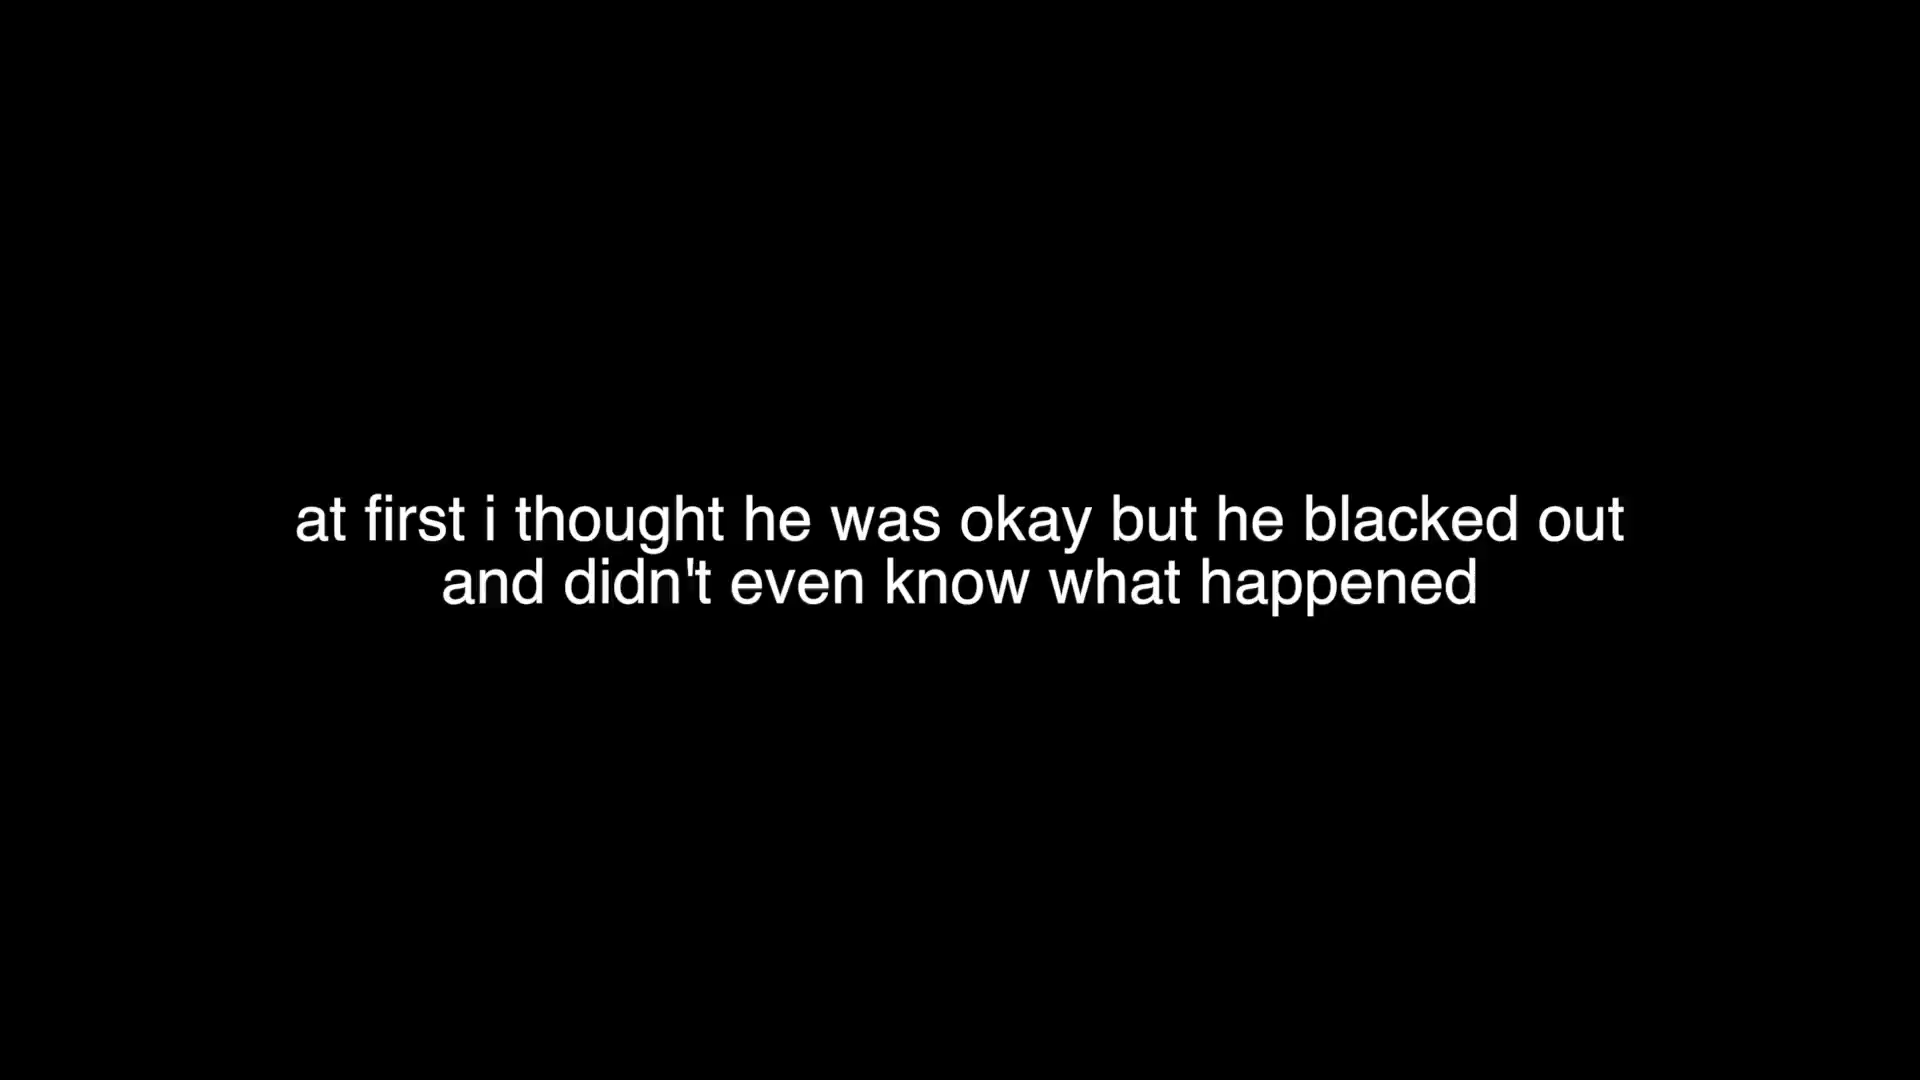 at first i thought he was okay but he blacked out
and didn't even know what happened